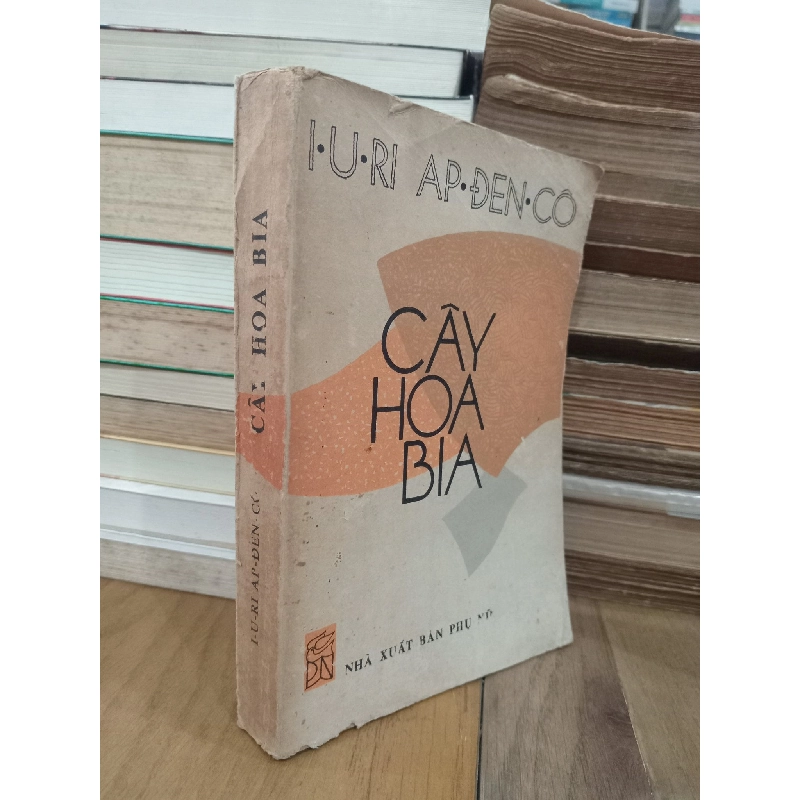 I·U·RI AP·ĐEN·CÔ
CÂY
HOA
BIA
NHÀ XUẤT BẢN PHỤ NỮ
PN
I·U·RI AP·ĐEN·CÔ
CÂY HOA BIA